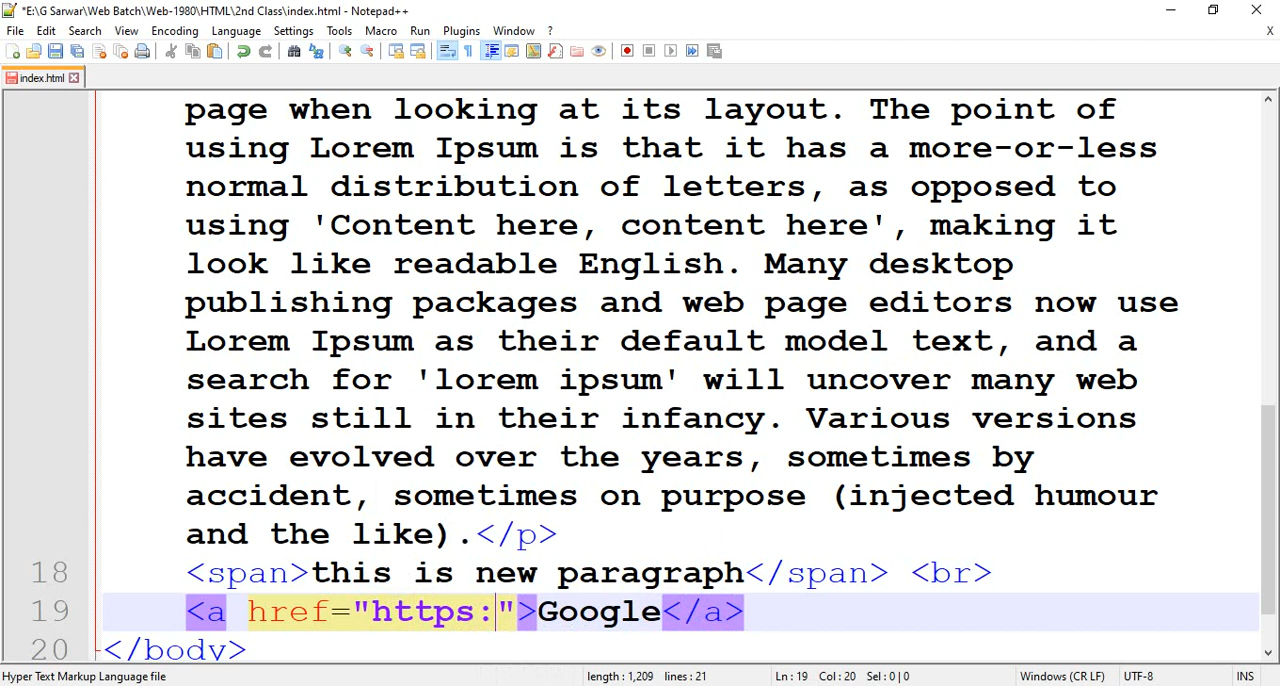 *E:\G Sarwar\Web Batch\Web-1980\HTML\2nd Class\index.html - Notepad++
File Edit Search View Encoding Language Settings Tools Macro Run Plugins Window ? X
index.html
page when looking at its layout. The point of
using Lorem Ipsum is that it has a more-or-less
normal distribution of letters, as opposed to
using 'Content here, content here', making it
look like readable English. Many desktop
publishing packages and web page editors now use
Lorem Ipsum as their default model text, and a
search for 'lorem ipsum' will uncover many web
sites still in their infancy. Various versions
have evolved over the years, sometimes by
accident, sometimes on purpose (injected humour
and the like).</p>
18 <span>this is new paragraph</span> <br>
19 <a href="https:">Google</a>
20 </body>
Hyper Text Markup Language file length : 1,209 lines : 21 Ln : 19 Col : 20 Sel : 0 | 0 Windows (CR LF) UTF-8 INS